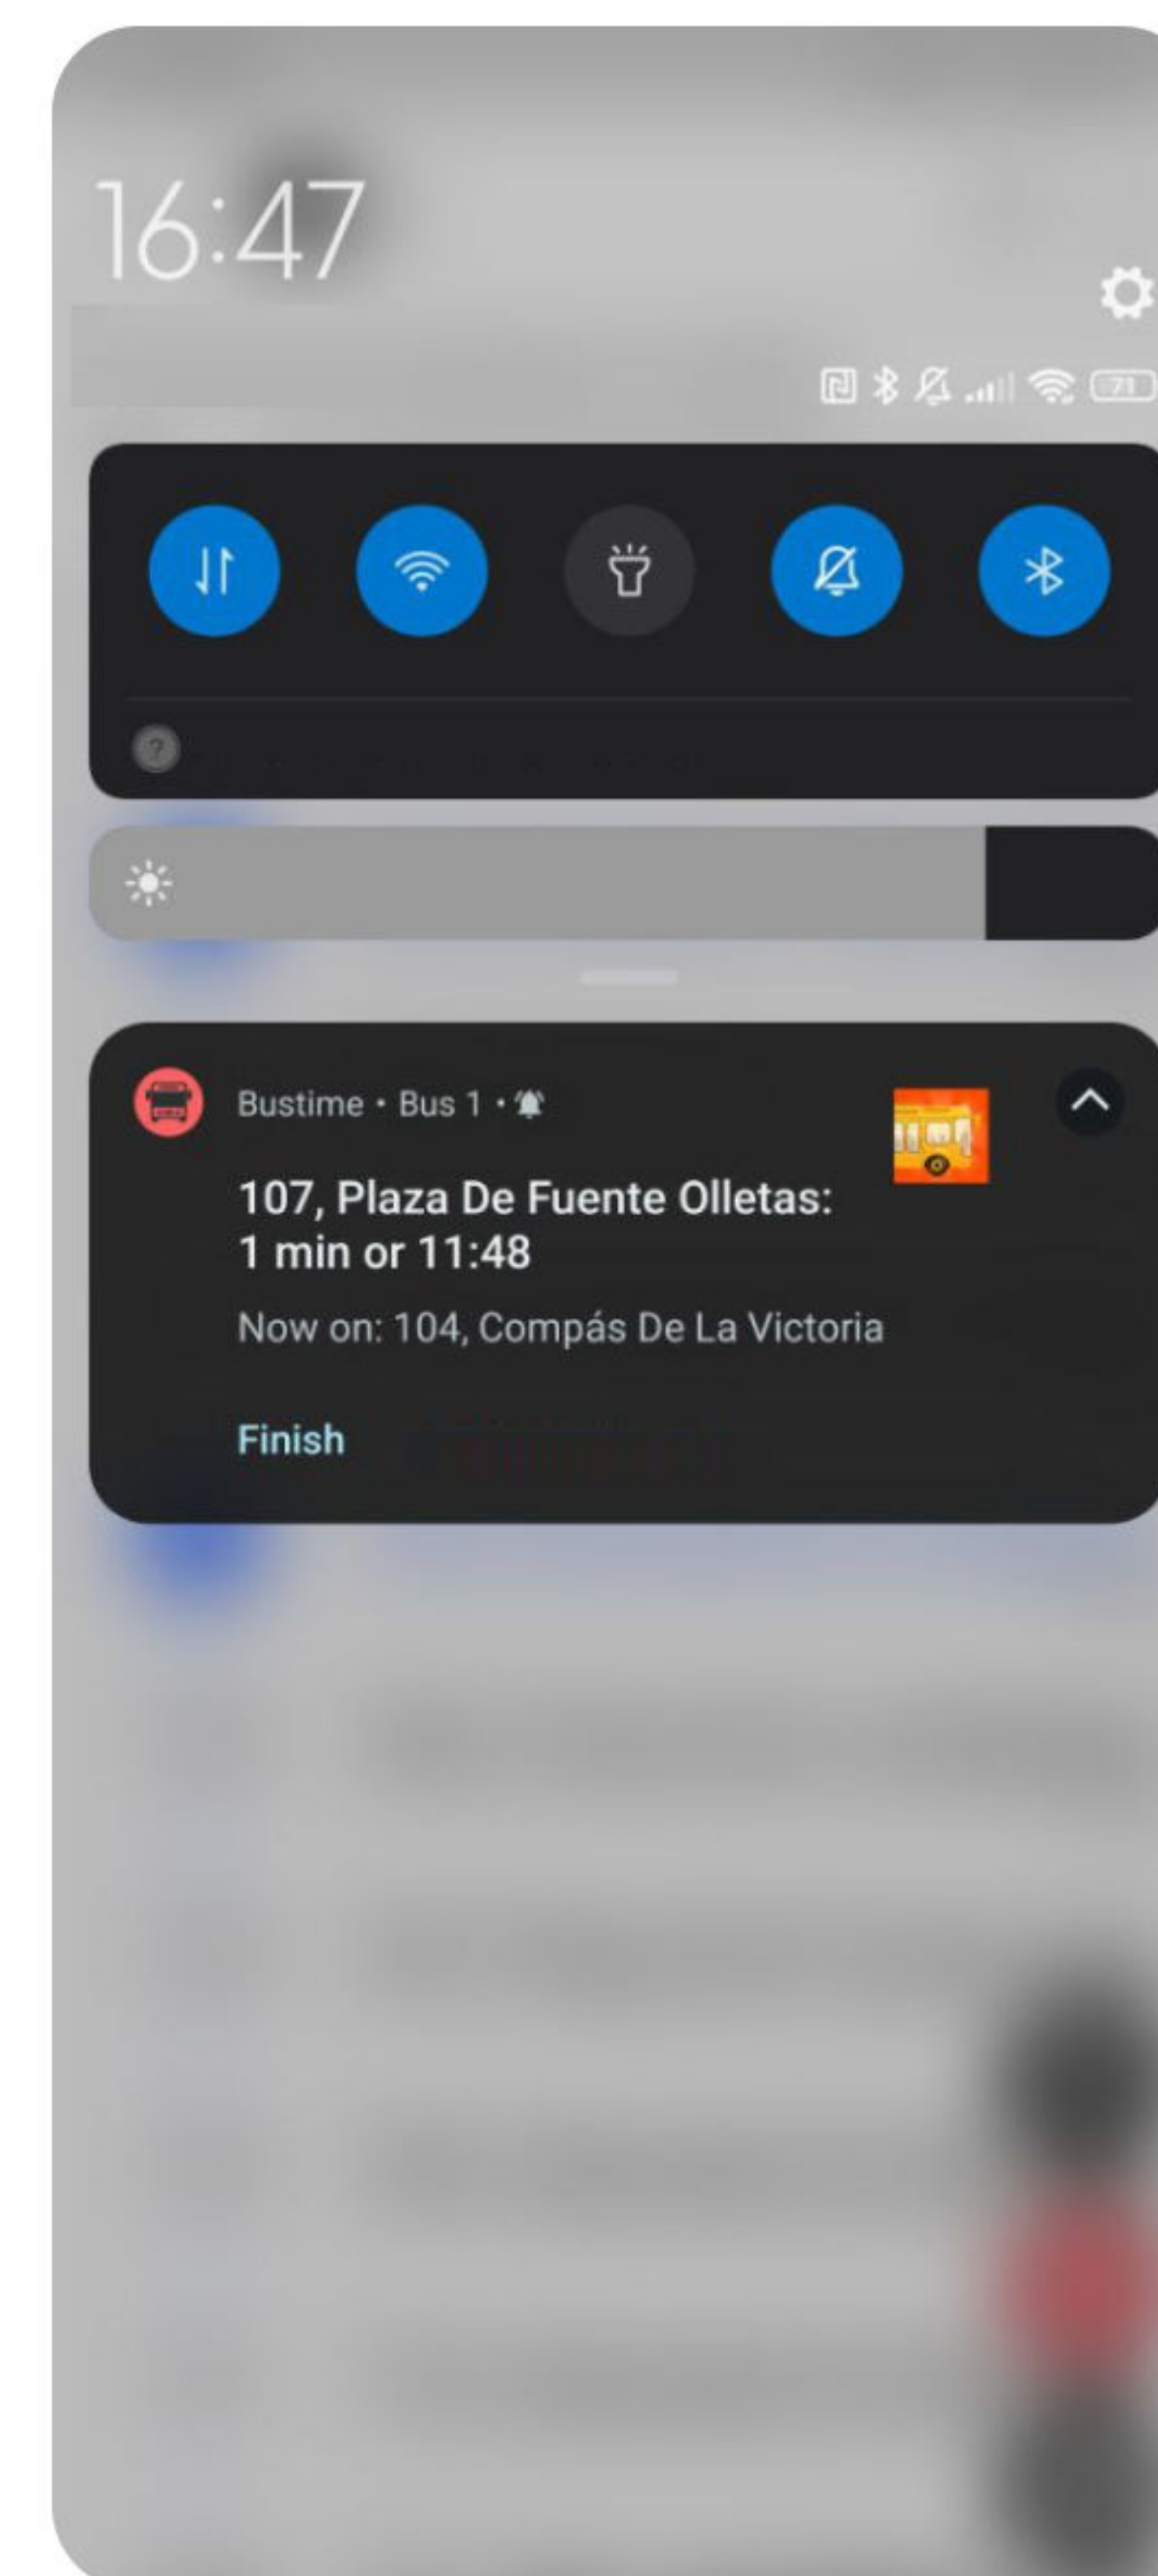 16:47
71
Bustime • Bus 1 •
107, Plaza De Fuente Olletas:
1 min or 11:48
Now on: 104, Compás De La Victoria
Finish